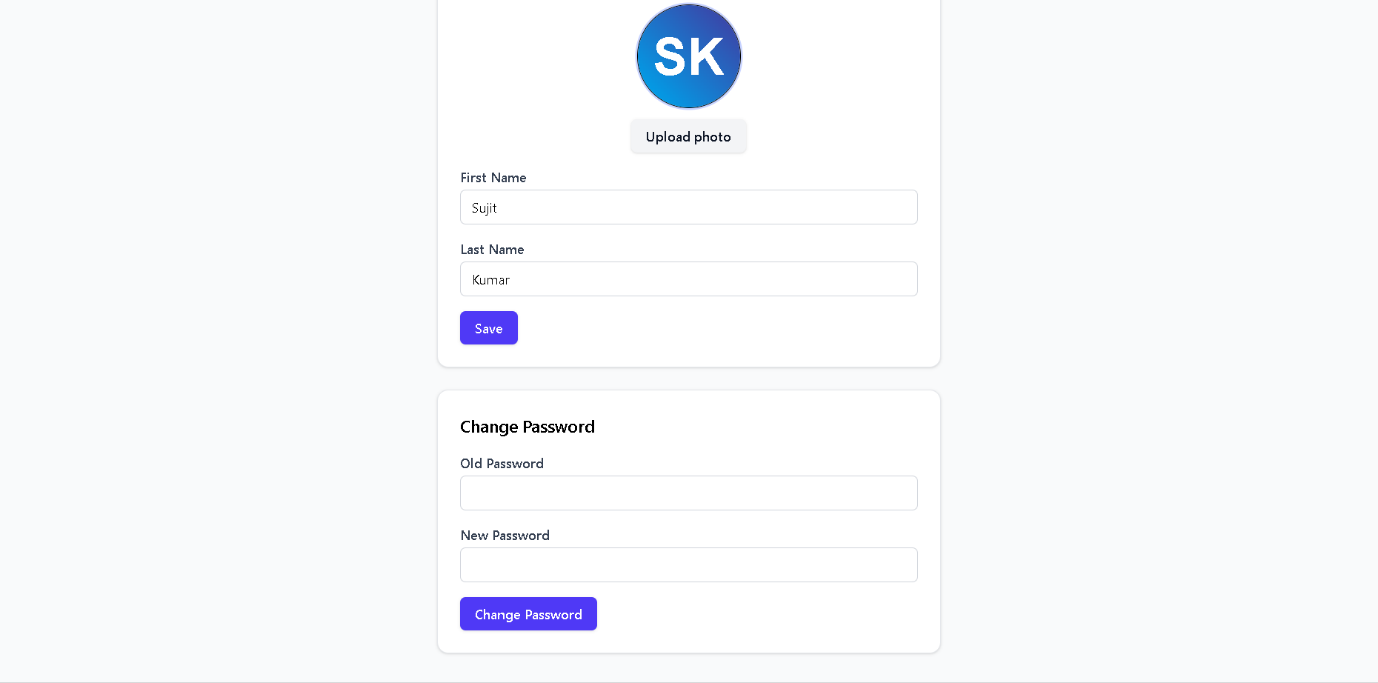 SK
Upload photo
First Name
Sujit
Last Name
Kumar
Save
Change Password
Old Password
New Password
Change Password